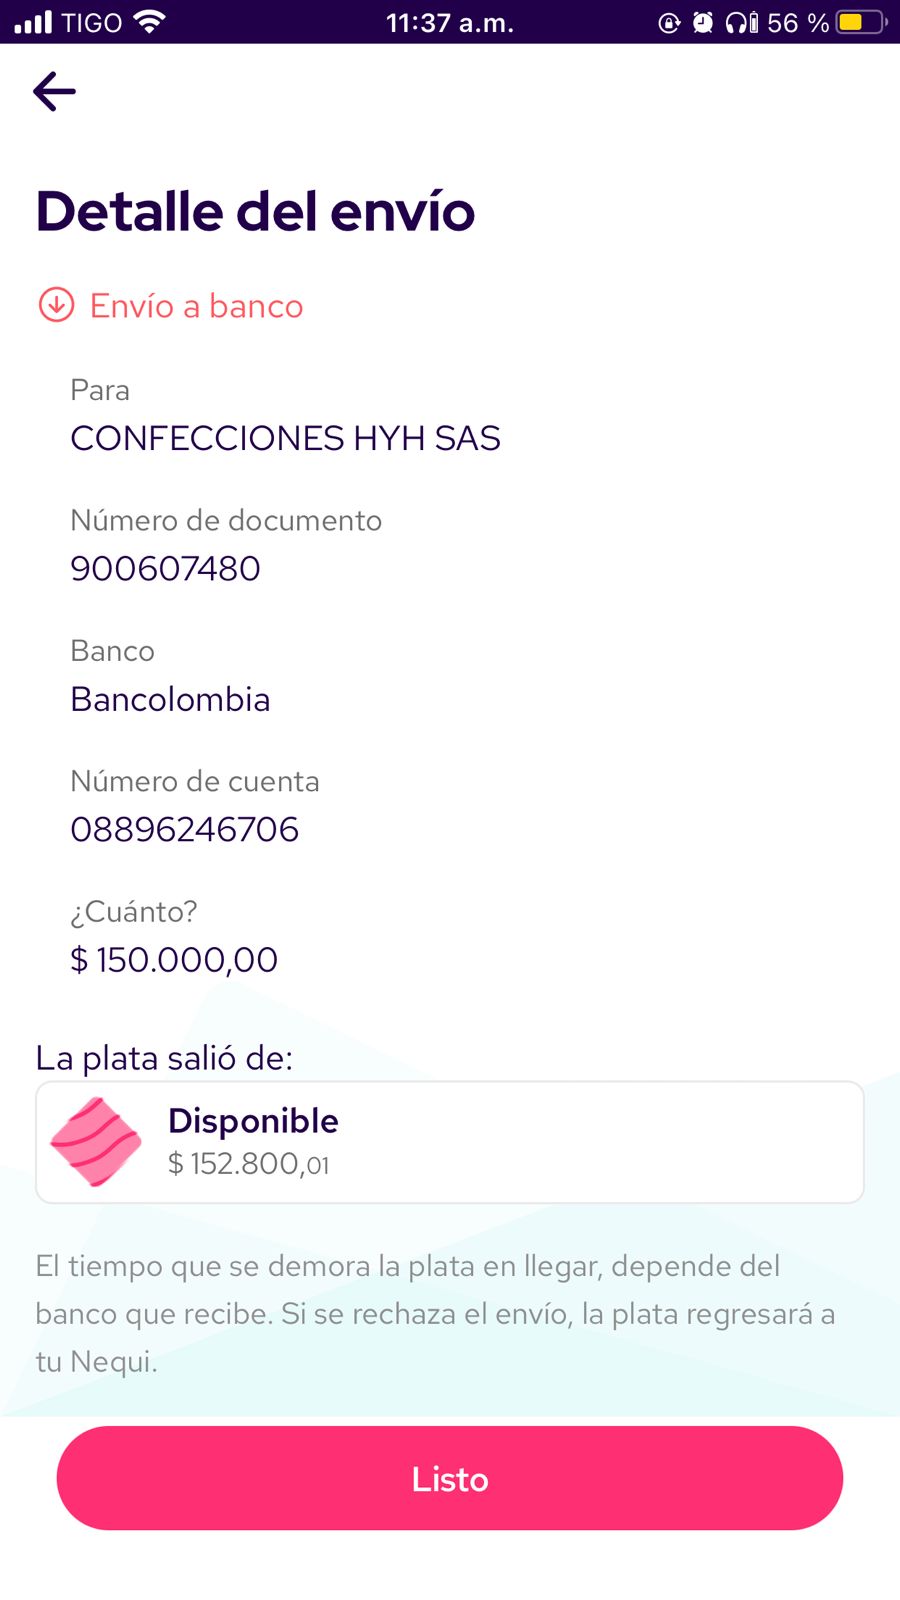 TIGO 11:37 a.m. 56 %
Detalle del envío
Envío a banco
Para
CONFECCIONES HYH SAS
Número de documento
900607480
Banco
Bancolombia
Número de cuenta
08896246706
¿Cuánto?
$ 150.000,00
La plata salió de:
Disponible
$ 152.800,01
El tiempo que se demora la plata en llegar, depende del
banco que recibe. Si se rechaza el envío, la plata regresará a
tu Nequi.
Listo